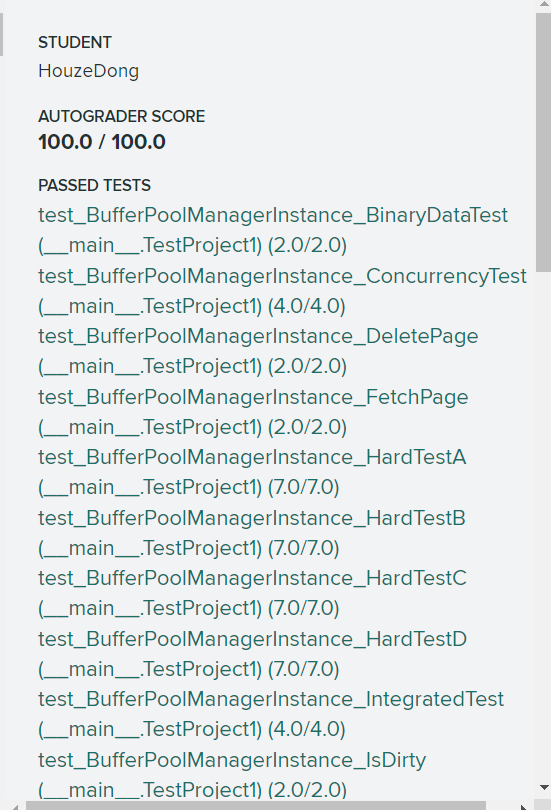 STUDENT
HouzeDong
AUTOGRADER SCORE
100.0 / 100.0
PASSED TESTS
test_BufferPoolManagerInstance_BinaryDataTest
(__main__.TestProject1) (2.0/2.0)
test_BufferPoolManagerInstance_ConcurrencyTest
(__main__.TestProject1) (4.0/4.0)
test_BufferPoolManagerInstance_DeletePage
(__main__.TestProject1) (2.0/2.0)
test_BufferPoolManagerInstance_FetchPage
(__main__.TestProject1) (2.0/2.0)
test_BufferPoolManagerInstance_HardTestA
(__main__.TestProject1) (7.0/7.0)
test_BufferPoolManagerInstance_HardTestB
(__main__.TestProject1) (7.0/7.0)
test_BufferPoolManagerInstance_HardTestC
(__main__.TestProject1) (7.0/7.0)
test_BufferPoolManagerInstance_HardTestD
(__main__.TestProject1) (7.0/7.0)
test_BufferPoolManagerInstance_IntegratedTest
(__main__.TestProject1) (4.0/4.0)
test_BufferPoolManagerInstance_IsDirty
(__main__.TestProject1) (2.0/2.0)